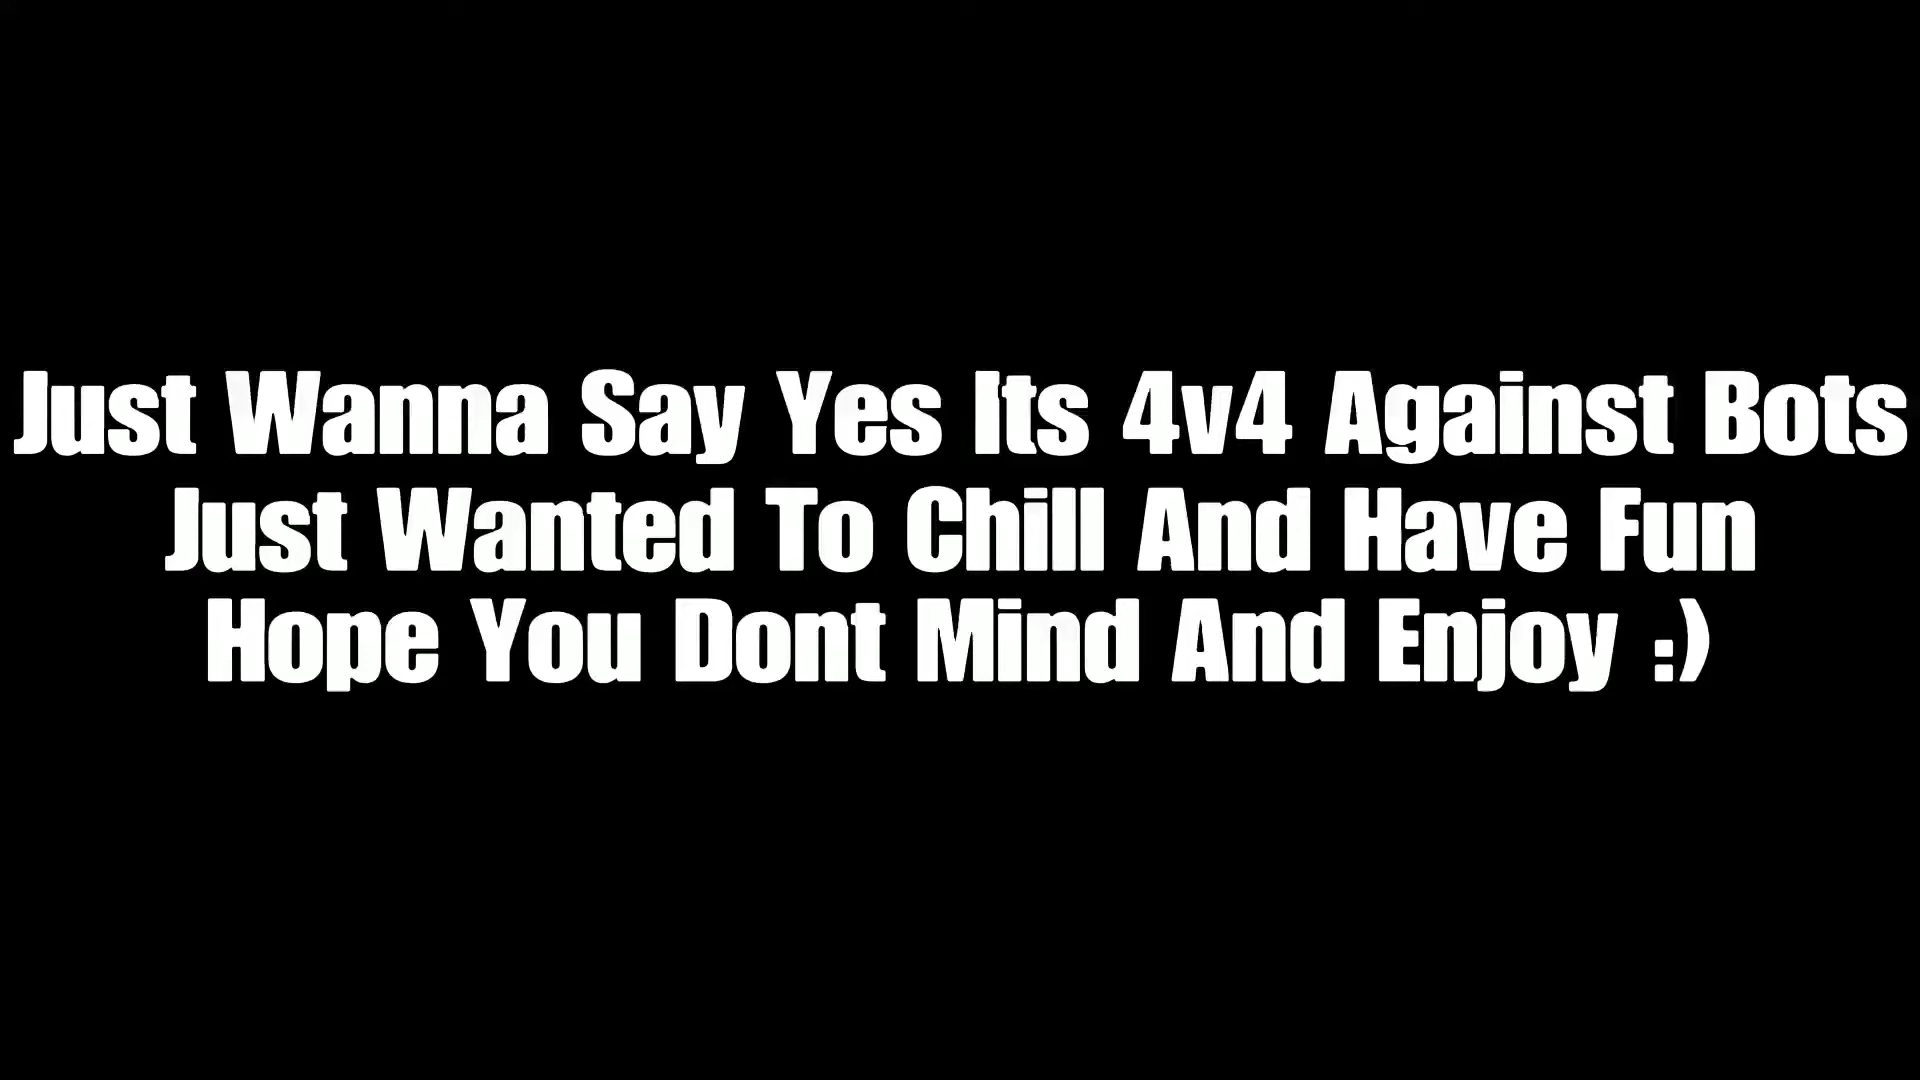 Just Wanna Say Yes Its 4v4 Against Bots
Just Wanted To Chill And Have Fun
Hope You Dont Mind And Enjoy :)